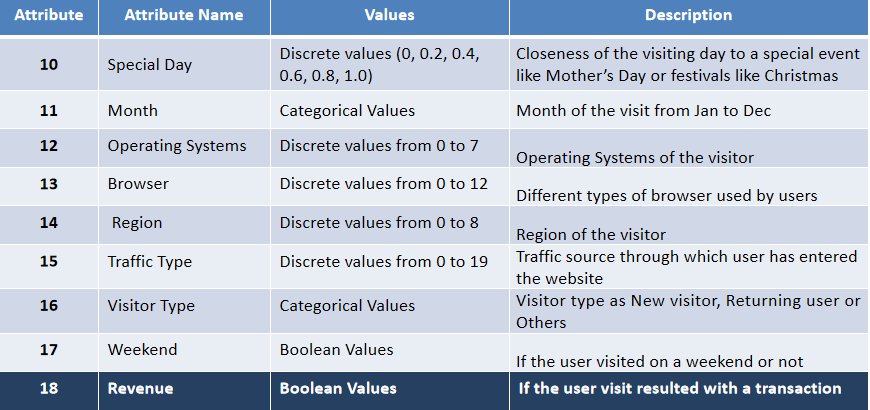 Attribute Attribute Name Values Description
10 Special Day Discrete values (0, 0.2, 0.4, 0.6, 0.8, 1.0) Closeness of the visiting day to a special event like Mother’s Day or festivals like Christmas
11 Month Categorical Values Month of the visit from Jan to Dec
12 Operating Systems Discrete values from 0 to 7 Operating Systems of the visitor
13 Browser Discrete values from 0 to 12 Different types of browser used by users
14 Region Discrete values from 0 to 8 Region of the visitor
15 Traffic Type Discrete values from 0 to 19 Traffic source through which user has entered the website
16 Visitor Type Categorical Values Visitor type as New visitor, Returning user or Others
17 Weekend Boolean Values If the user visited on a weekend or not
18 Revenue Boolean Values If the user visit resulted with a transaction